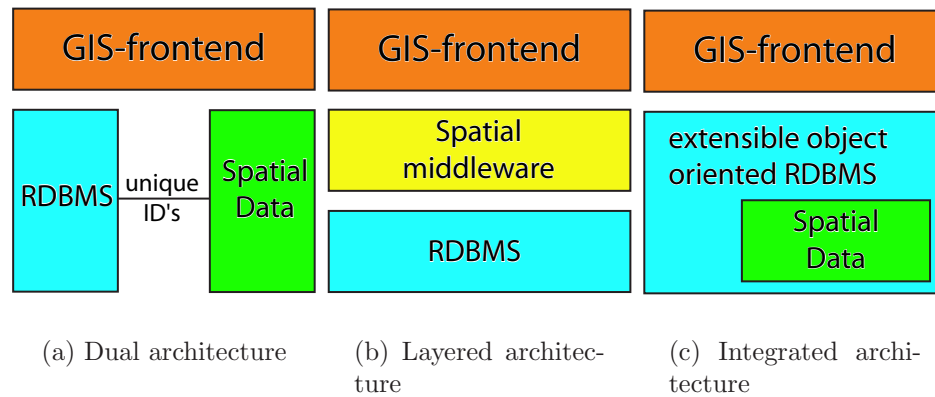 GIS-frontend
RDBMS
unique
ID's
Spatial
Data
(a) Dual architecture
GIS-frontend
Spatial
middleware
RDBMS
(b) Layered architec-
ture
GIS-frontend
extensible object
oriented RDBMS
Spatial
Data
(c) Integrated archi-
tecture